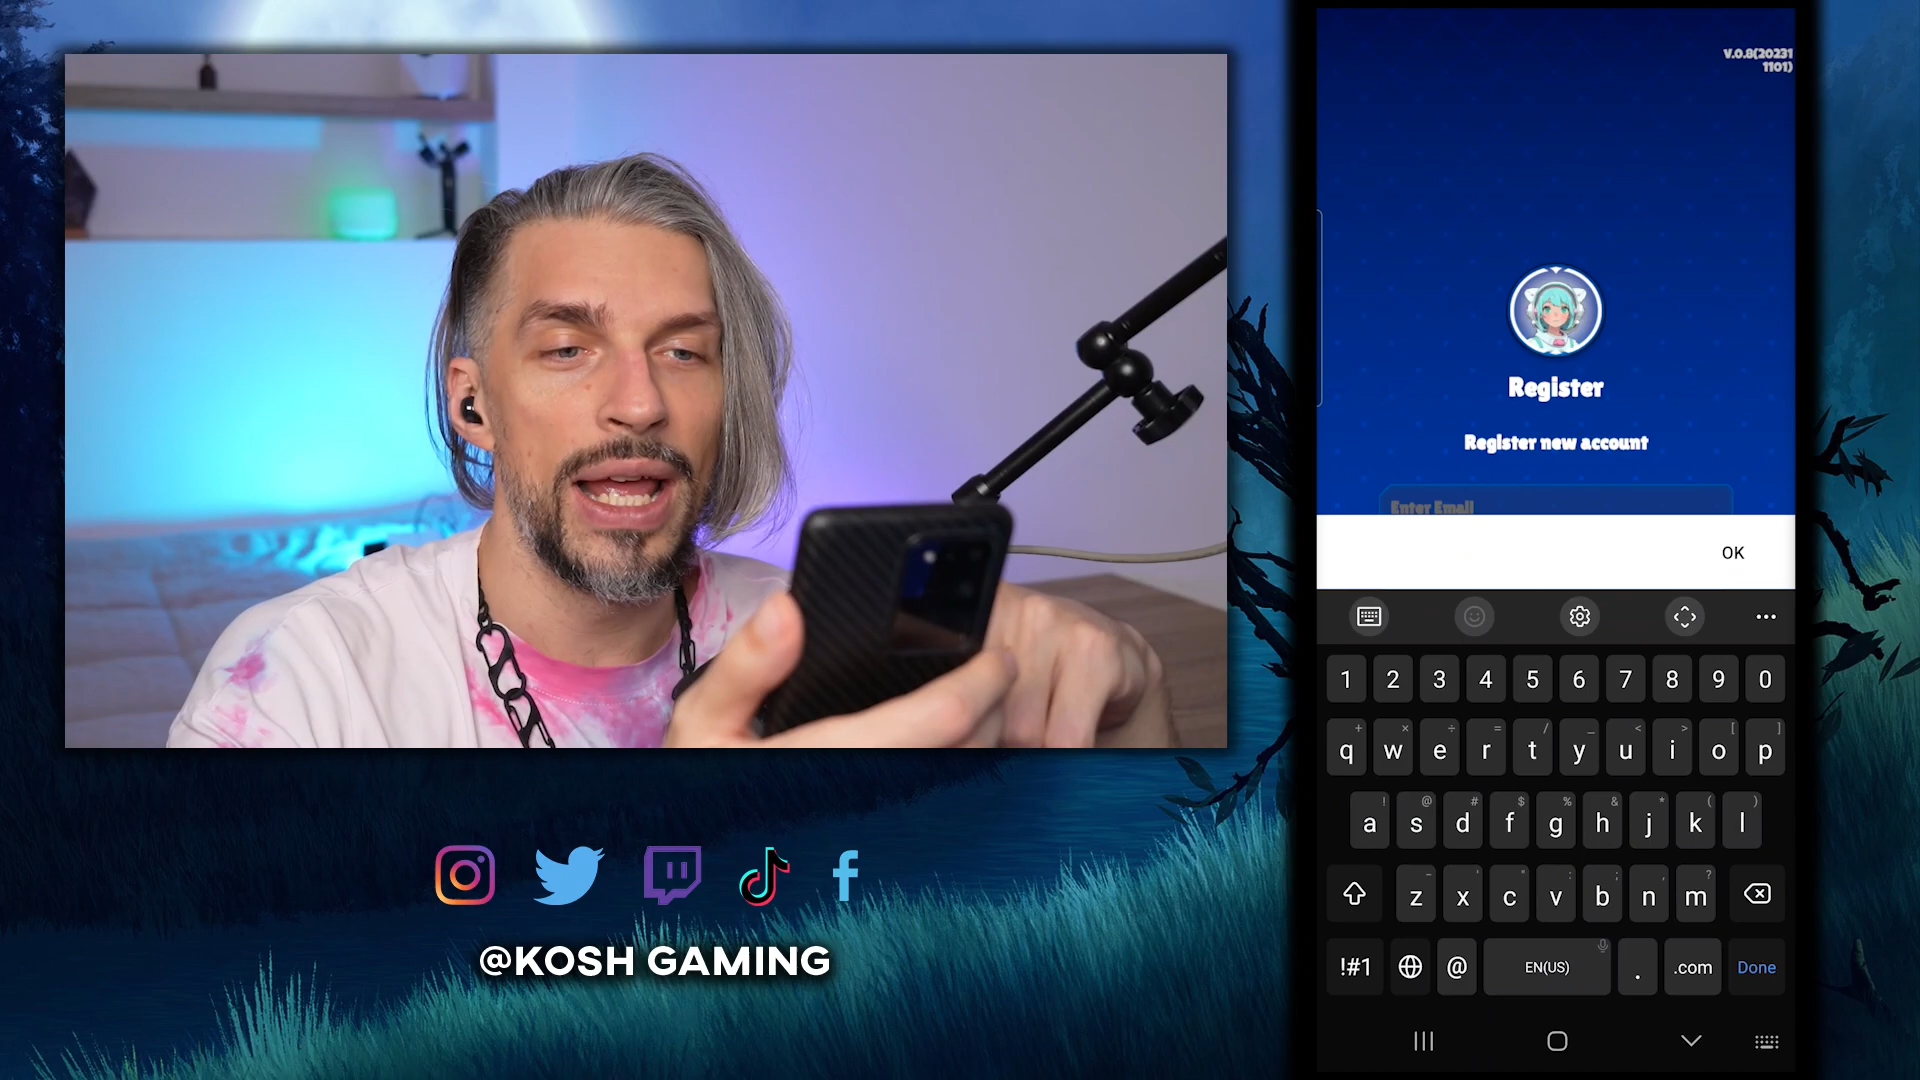 V.0.8(20231
1101)
Register
Register new account
Enter Email
OK
1 2 3 4 5 6 7 8 9 0
+ × ÷ = / _ < > [ ]
q w e r t y u i o p
! @ # $ % & * ( )
a s d f g h j k l
- ' " : ; , ?
z x c v b n m
!#1 @ EN(US) . .com Done
@KOSH GAMING